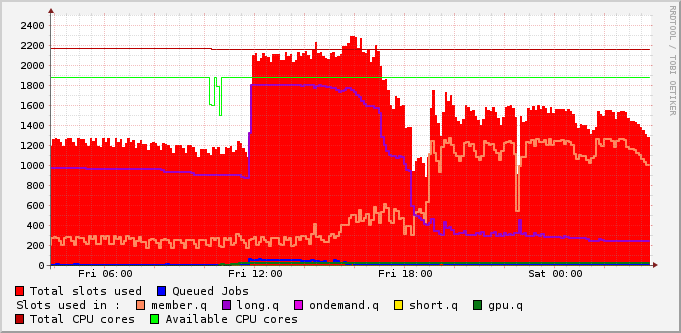 2400
2200
2000
1800
1600
1400
1200
1000
800
600
400
200
0
Fri 06:00 Fri 12:00 Fri 18:00 Sat 00:00
RRDTOOL / TOBI OETIKER
Total slots used Queued Jobs
Slots used in : member.q long.q ondemand.q short.q gpu.q
Total CPU cores Available CPU cores